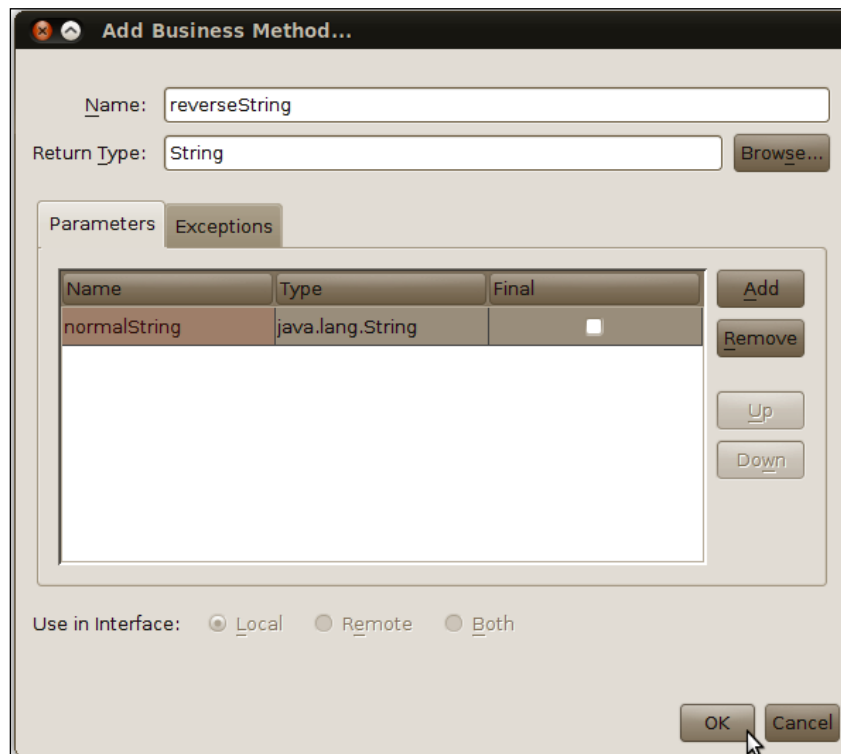 Add Business Method...
Name: reverseString
Return Type: String Browse...
Parameters Exceptions
Name Type Final Add
normalString java.lang.String Remove
Up
Down
Use in Interface: Local Remote Both
OK Cancel